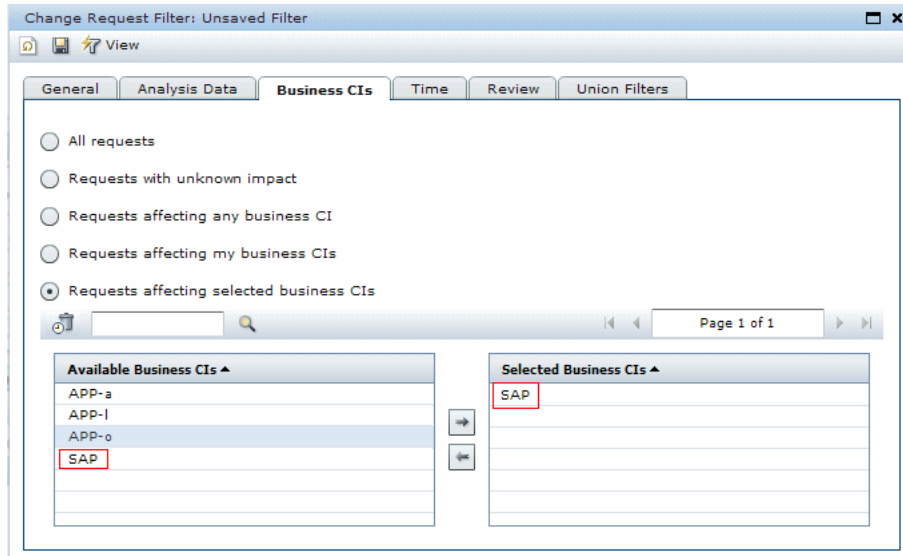 Change Request Filter: Unsaved Filter
View
General Analysis Data Business CIs Time Review Union Filters
All requests
Requests with unknown impact
Requests affecting any business CI
Requests affecting my business CIs
Requests affecting selected business CIs
Page 1 of 1
Available Business CIs Selected Business CIs
APP-a SAP
APP-l
APP-o
SAP